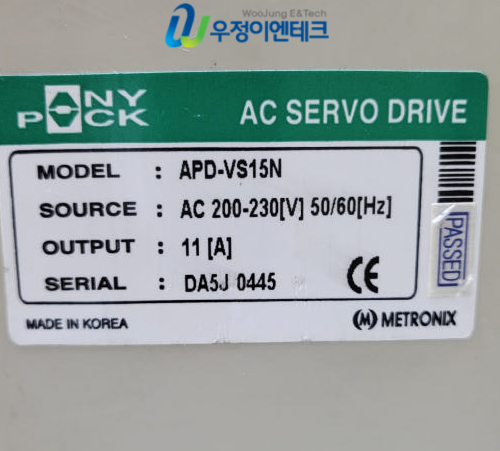 WooJung E&Tech
우정이엔테크
ANY PACK
AC SERVO DRIVE
MODEL : APD-VS15N
SOURCE : AC 200-230[V] 50/60[Hz]
OUTPUT : 11 [A]
SERIAL : DA5J 0445
CE
PASSED
MADE IN KOREA
(M) METRONIX